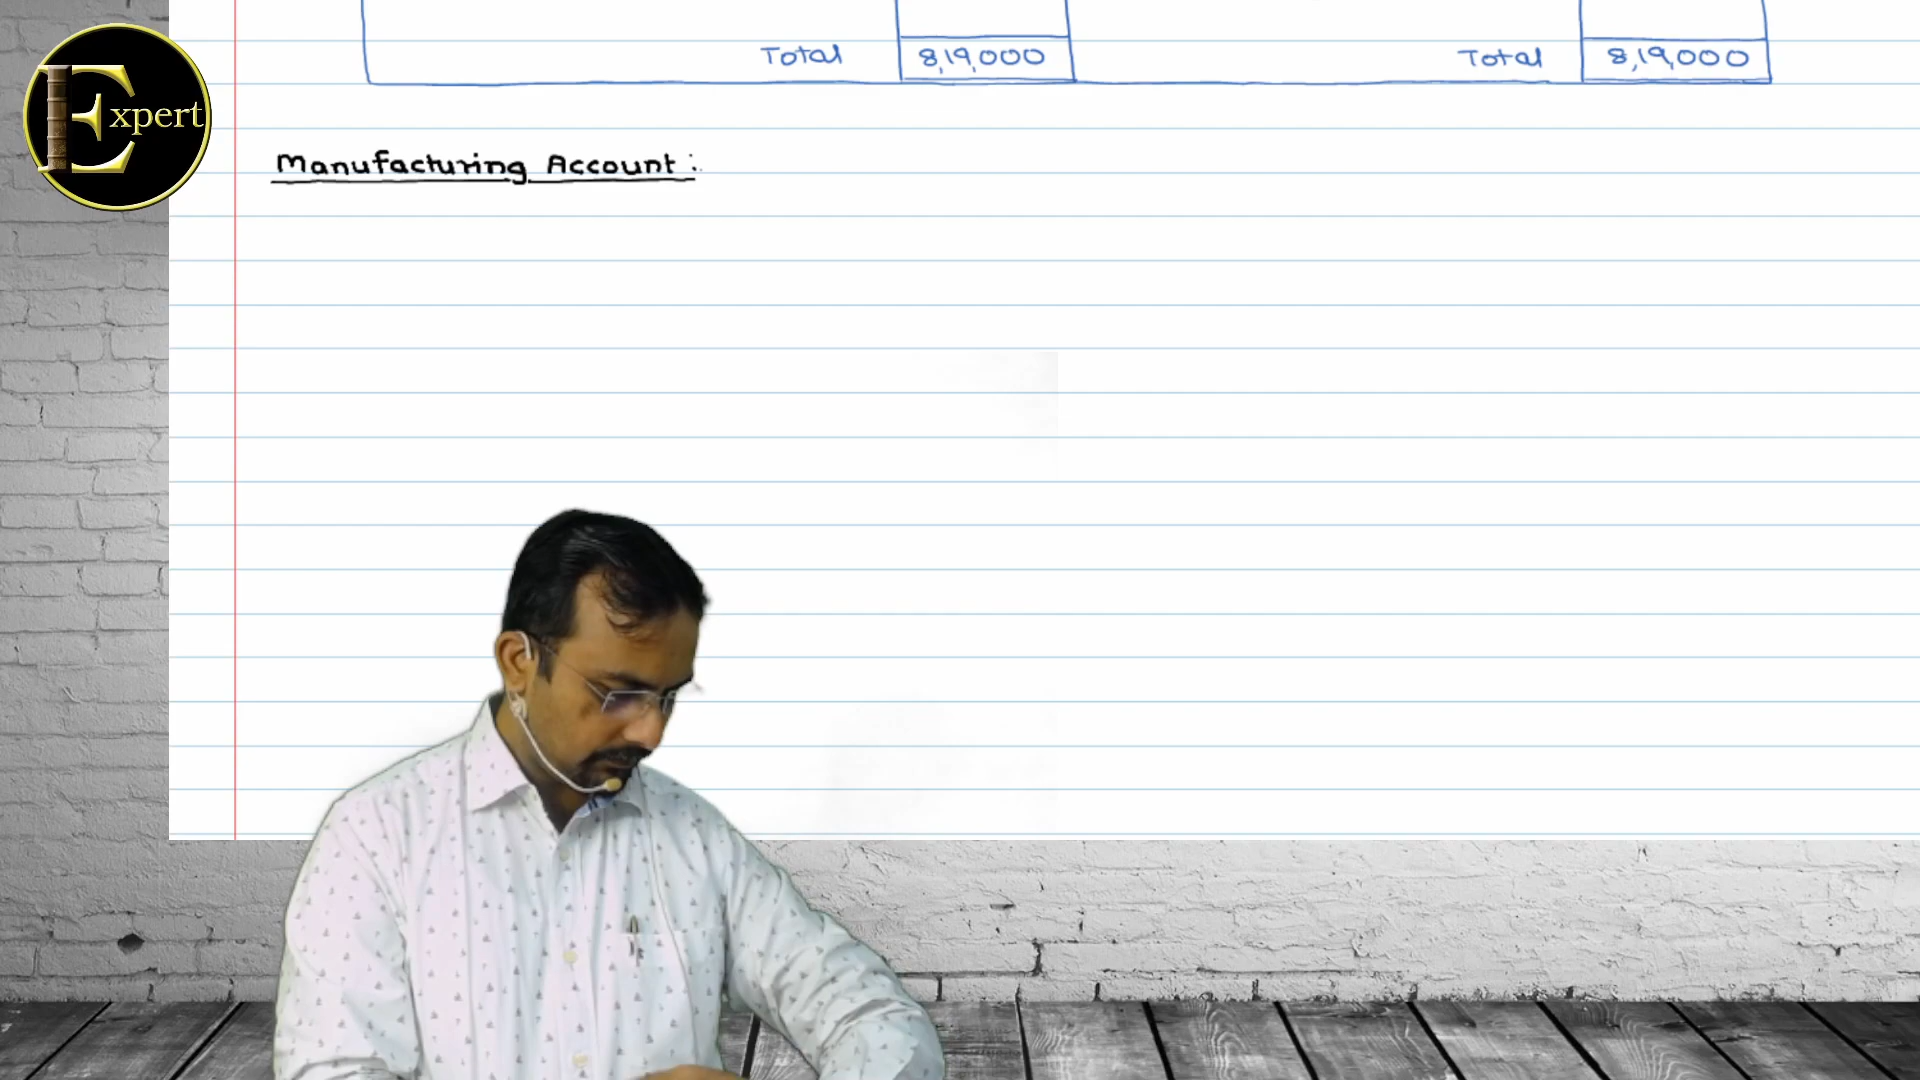 Total 8,19,000 Total 8,19,000
Expert
Manufacturing Account :